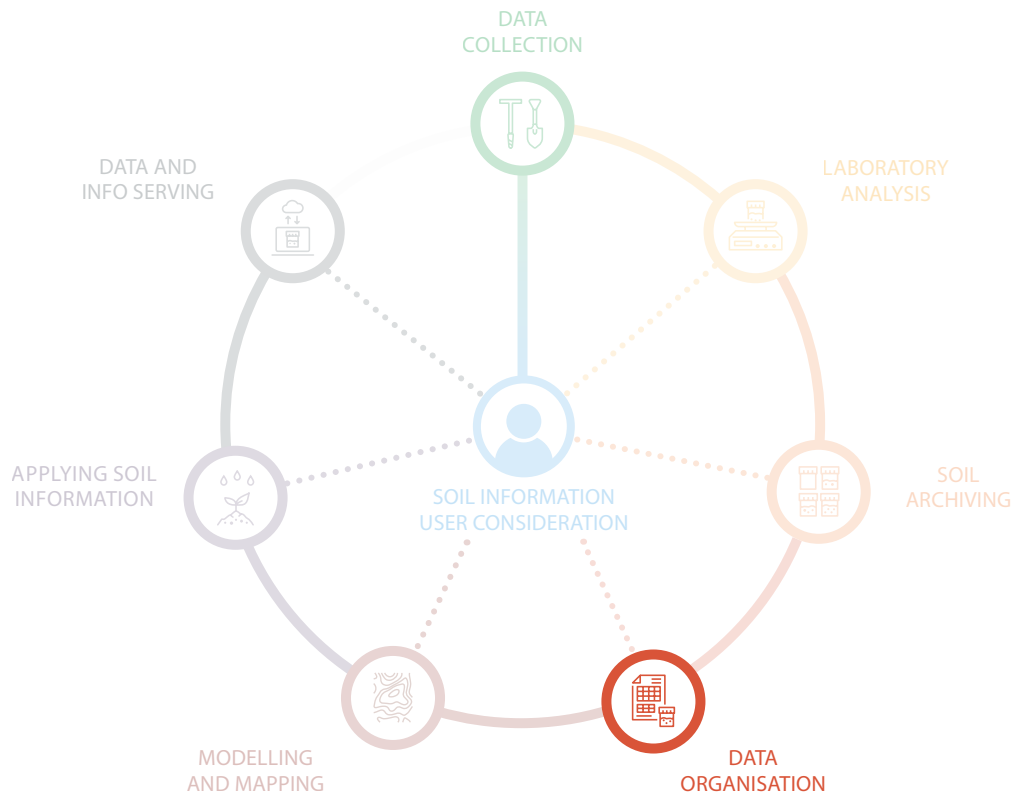 DATA
COLLECTION
LABORATORY
ANALYSIS
SOIL
ARCHIVING
DATA
ORGANISATION
MODELLING
AND MAPPING
APPLYING SOIL
INFORMATION
DATA AND
INFO SERVING
SOIL INFORMATION
USER CONSIDERATION